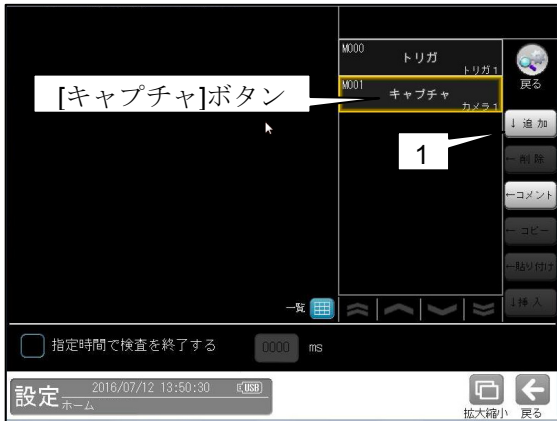 M000
トリガ
トリガ1
M001
キャプチャ
カメラ1
[キャプチャ]ボタン
1
戻る
↓追加
←削除
←コメント
←コピー
←貼り付け
↓挿入
一覧
指定時間で検査を終了する 0000 ms
設定 2016/07/12 13:50:30 USB
ホーム
拡大縮小 戻る